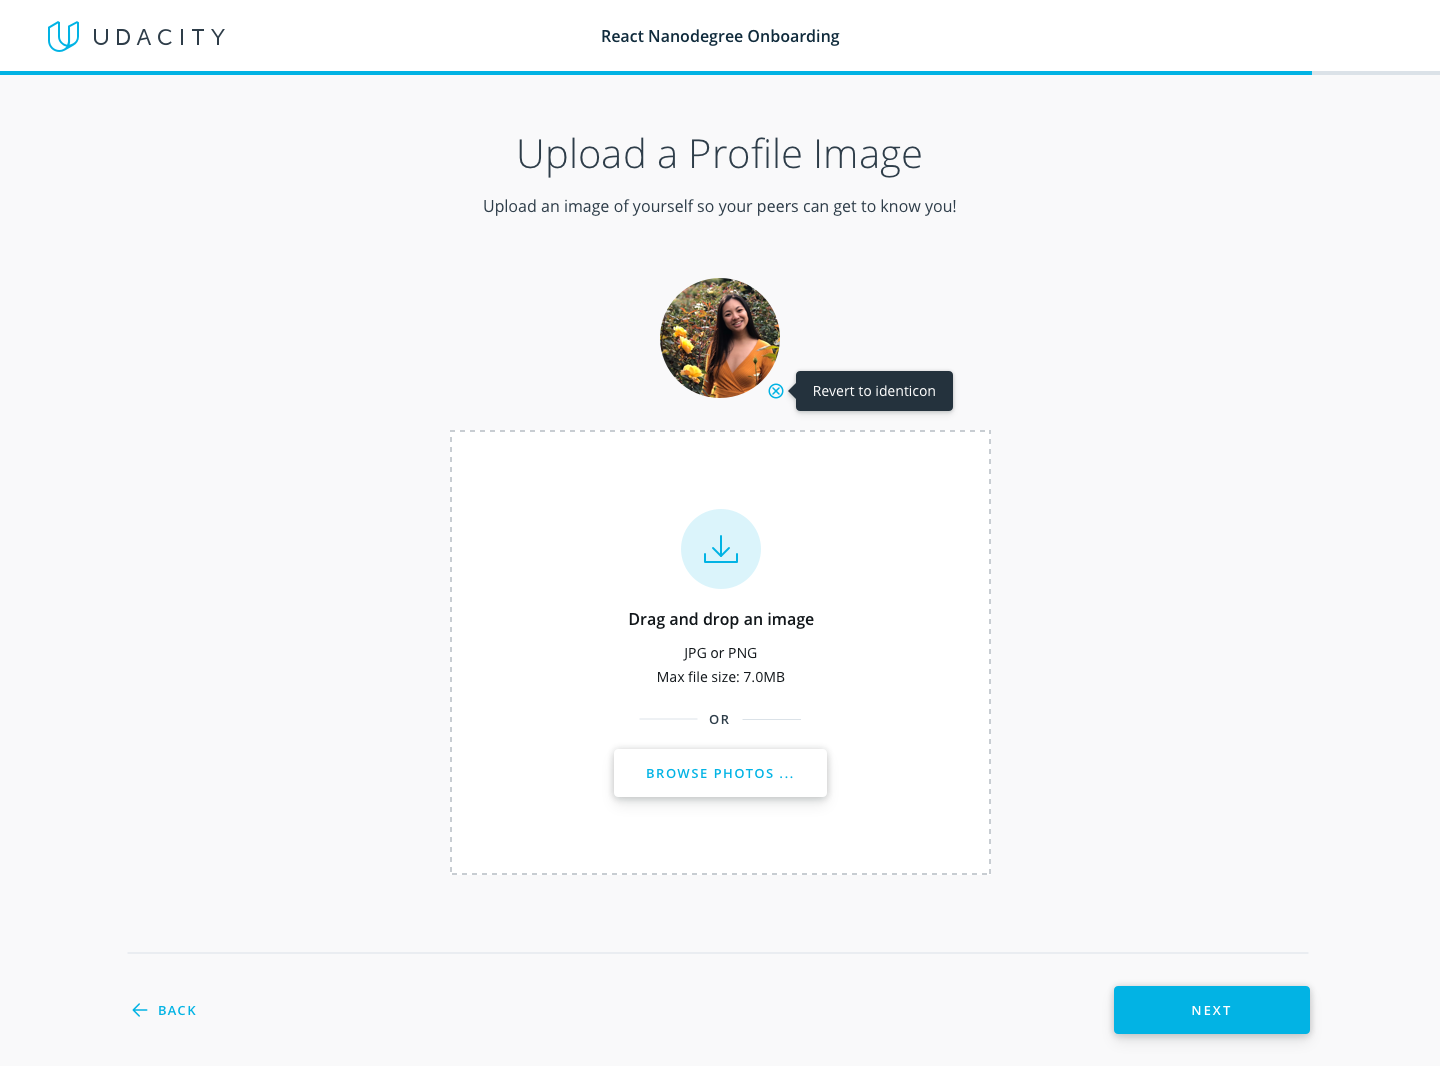 UDACITY
React Nanodegree Onboarding
Upload a Profile Image
Upload an image of yourself so your peers can get to know you!
Revert to identicon
Drag and drop an image
JPG or PNG
Max file size: 7.0MB
OR
BROWSE PHOTOS ...
BACK
NEXT